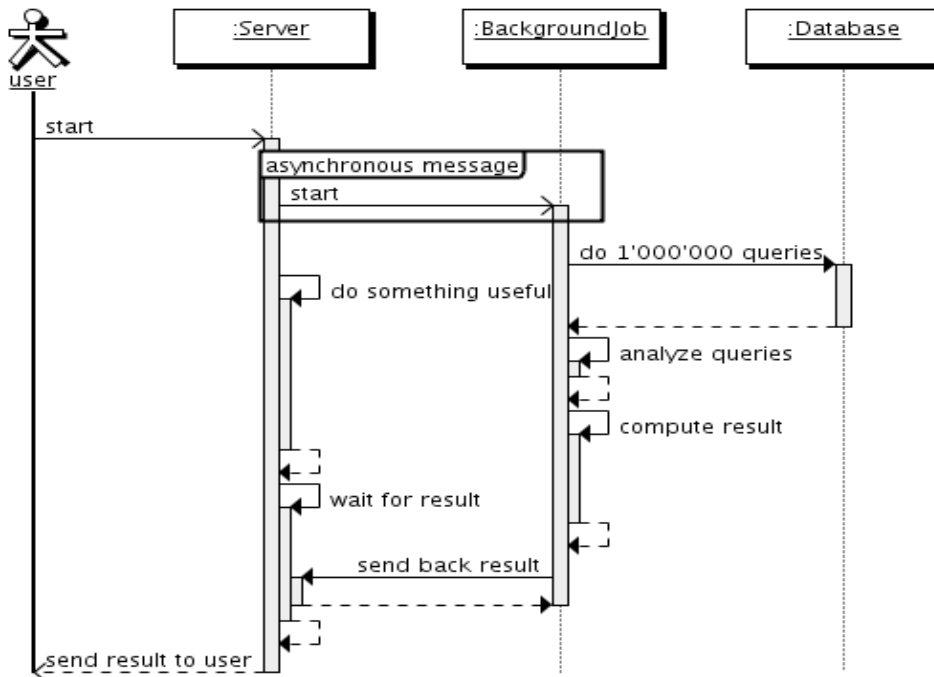 :Server
:BackgroundJob
:Database
user
start
asynchronous message
start
do 1'000'000 queries
do something useful
analyze queries
compute result
wait for result
send back result
send result to user